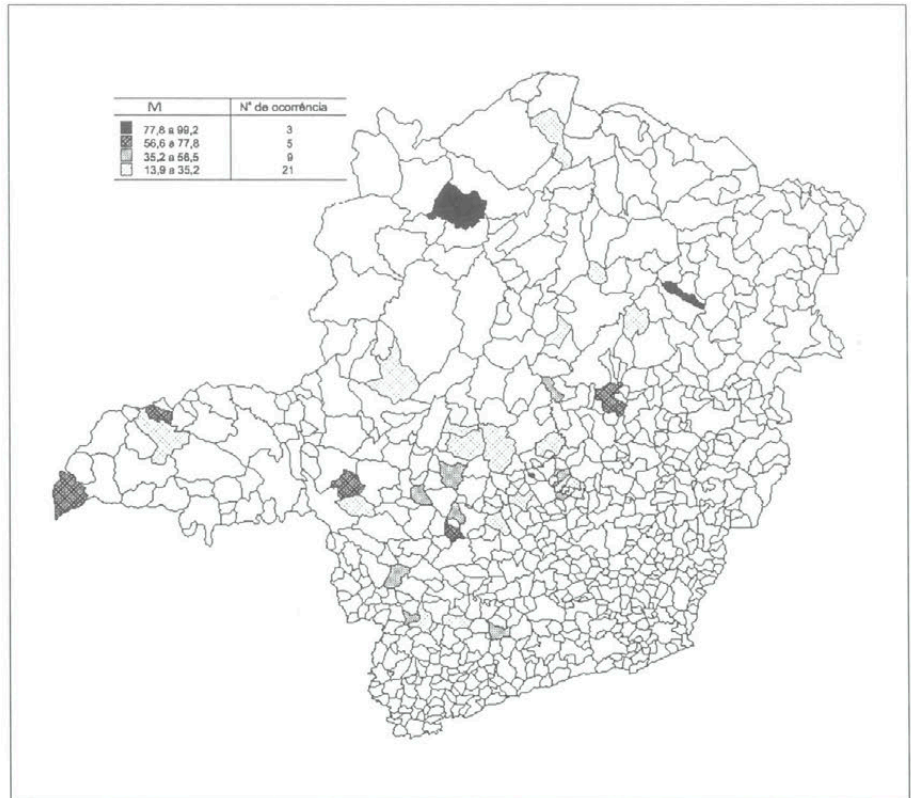 IVI N° de ocorrência
77,8 a 99,2 3
56,6 a 77,8 5
35,2 a 56,5 9
13,9 a 35,2 21